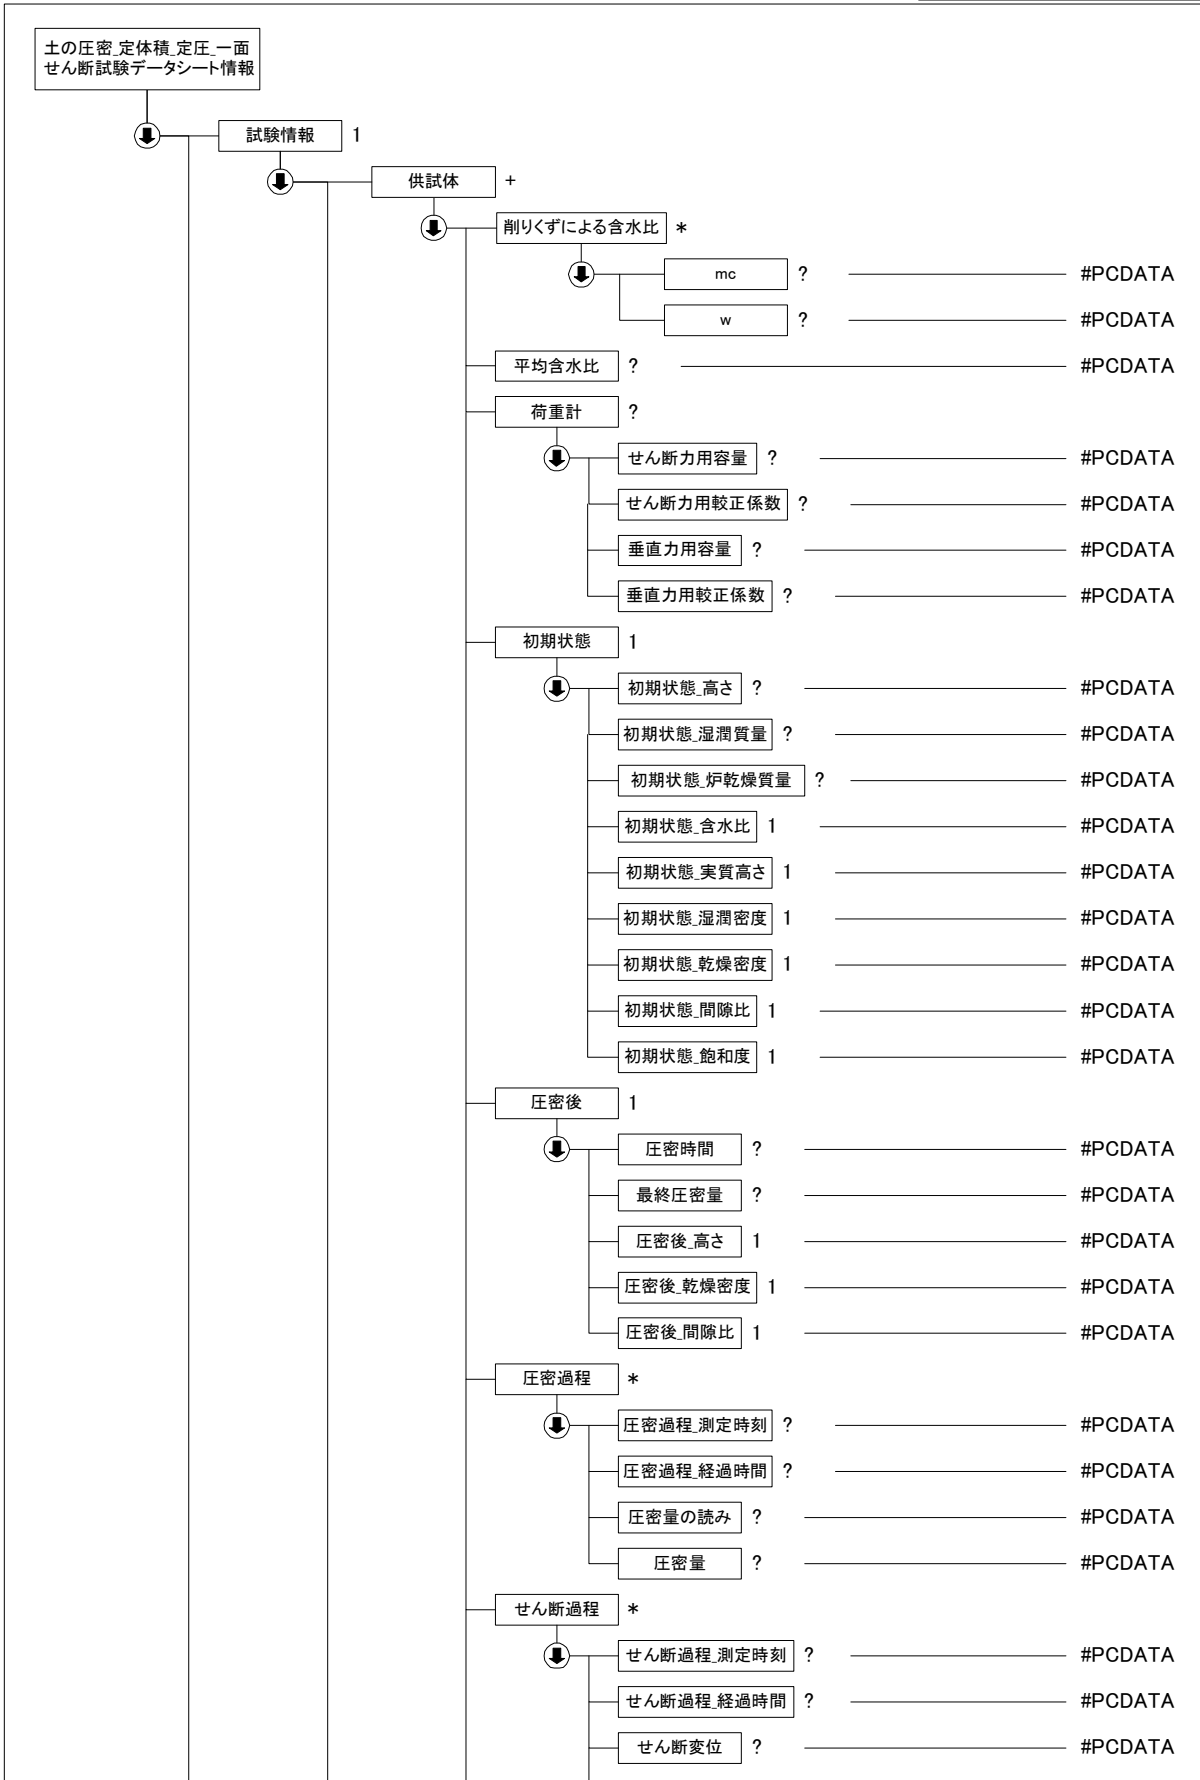 土の圧密_定体積_定圧_一面
せん断試験データシート情報
試験情報 1
供試体 +
削りくずによる含水比 *
mc ? #PCDATA
w ? #PCDATA
平均含水比 ? #PCDATA
荷重計 ?
せん断力用容量 ? #PCDATA
せん断力用較正係数 ? #PCDATA
垂直力用容量 ? #PCDATA
垂直力用較正係数 ? #PCDATA
初期状態 1
初期状態_高さ ? #PCDATA
初期状態_湿潤質量 ? #PCDATA
初期状態_炉乾燥質量 ? #PCDATA
初期状態_含水比 1 #PCDATA
初期状態_実質高さ 1 #PCDATA
初期状態_湿潤密度 1 #PCDATA
初期状態_乾燥密度 1 #PCDATA
初期状態_間隙比 1 #PCDATA
初期状態_飽和度 1 #PCDATA
圧密後 1
圧密時間 ? #PCDATA
最終圧密量 ? #PCDATA
圧密後_高さ 1 #PCDATA
圧密後_乾燥密度 1 #PCDATA
圧密後_間隙比 1 #PCDATA
圧密過程 *
圧密過程_測定時刻 ? #PCDATA
圧密過程_経過時間 ? #PCDATA
圧密量の読み ? #PCDATA
圧密量 ? #PCDATA
せん断過程 *
せん断過程_測定時刻 ? #PCDATA
せん断過程_経過時間 ? #PCDATA
せん断変位 ? #PCDATA